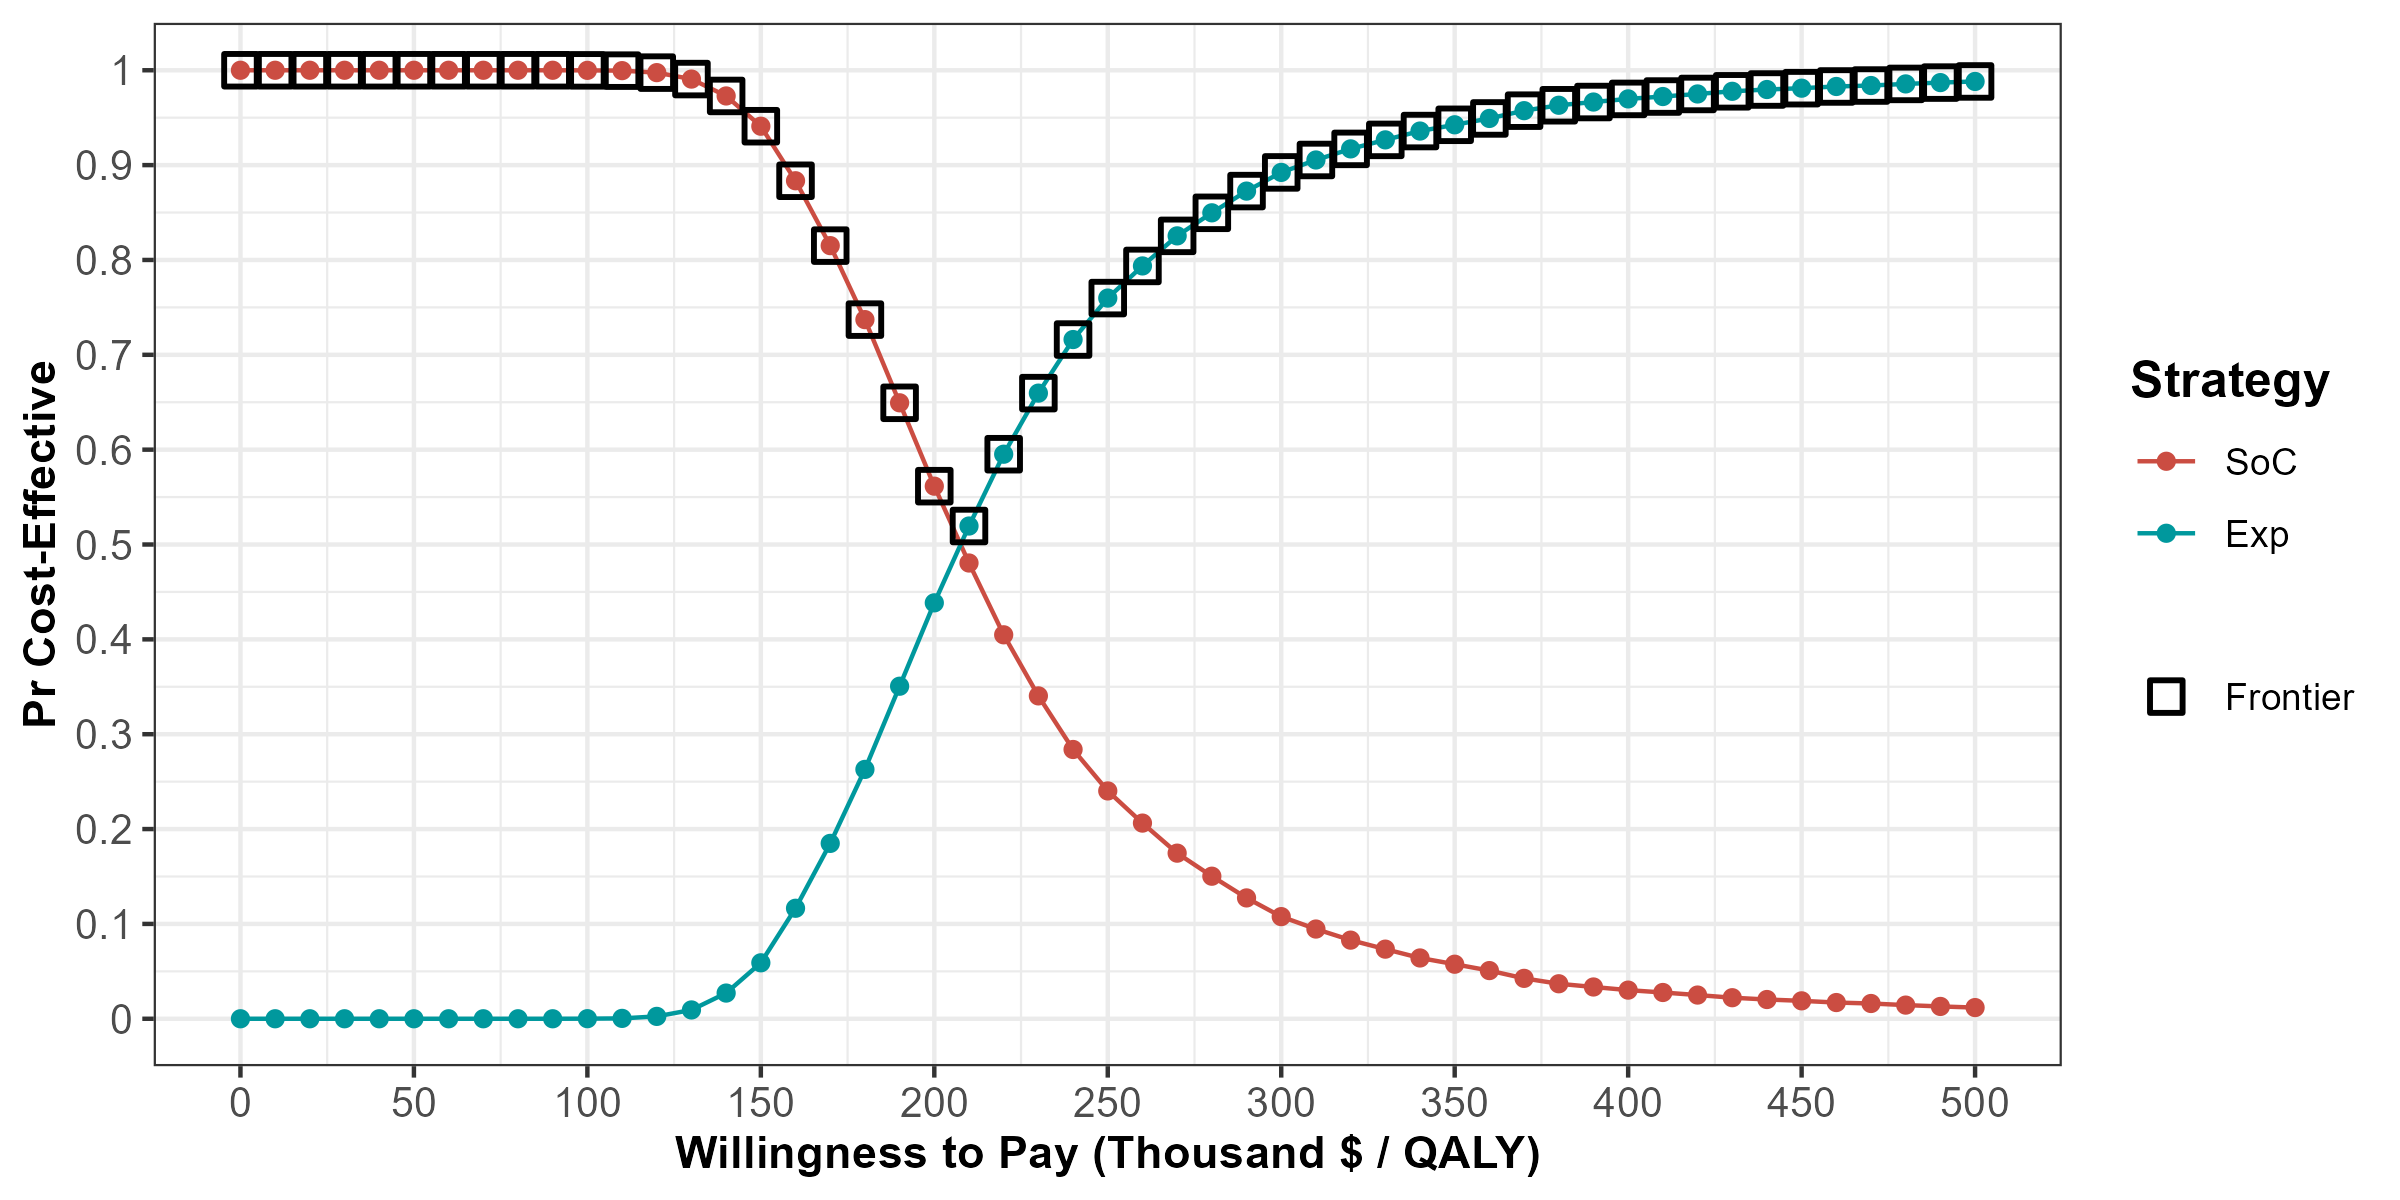 1
0.9
0.8
0.7
0.6
0.5
0.4
0.3
0.2
0.1
0
Pr Cost-Effective
0 50 100 150 200 250 300 350 400 450 500
Willingness to Pay (Thousand $ / QALY)
Strategy
SoC
Exp
Frontier